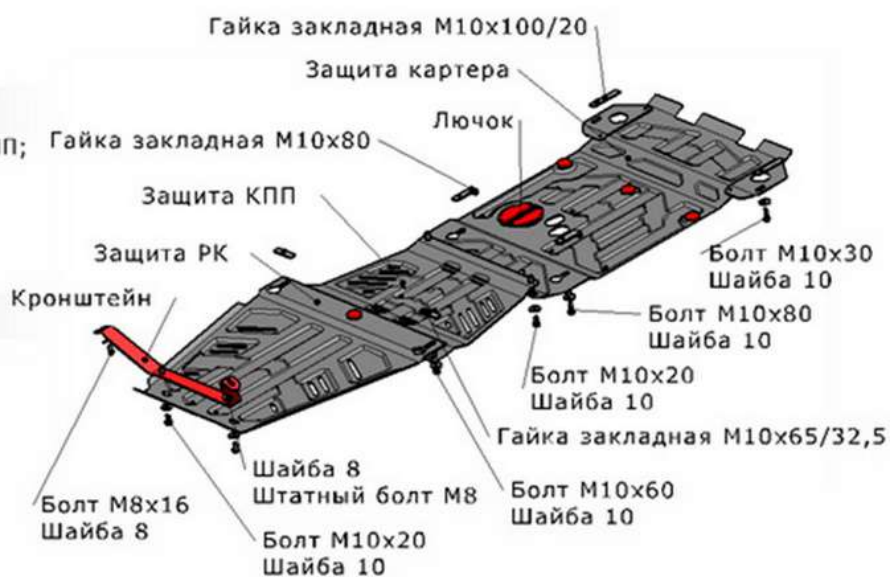 Гайка закладная М10х100/20
Защита картера
Лючок
П;
Гайка закладная М10х80
Защита КПП
Защита РК
Кронштейн
Болт М10х30
Шайба 10
Болт М10х80
Шайба 10
Болт М10х20
Шайба 10
Гайка закладная М10х65/32,5
Шайба 8
Штатный болт М8
Болт М10х60
Шайба 10
Болт М8х16
Шайба 8
Болт М10х20
Шайба 10